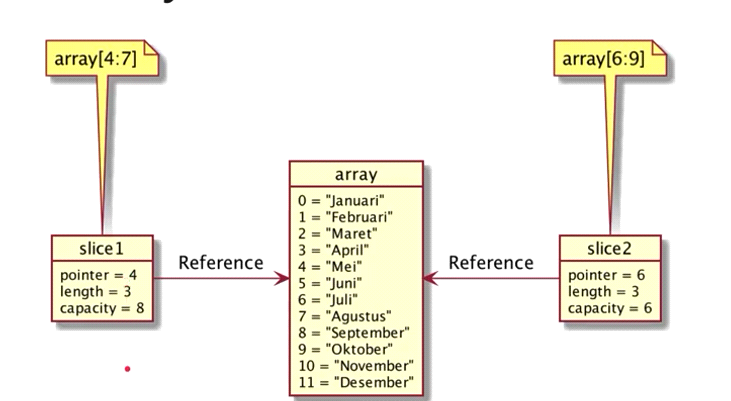 array[4:7]
array[6:9]
array
0 = "Januari"
1 = "Februari"
2 = "Maret"
3 = "April"
4 = "Mei"
5 = "Juni"
6 = "Juli"
7 = "Agustus"
8 = "September"
9 = "Oktober"
10 = "November"
11 = "Desember"
slice1
pointer = 4
length = 3
capacity = 8
Reference
Reference
slice2
pointer = 6
length = 3
capacity = 6